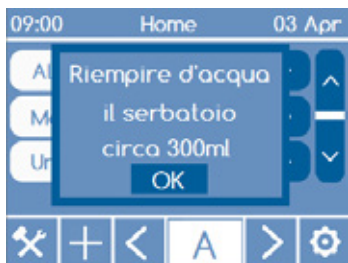 09:00 Home 03 Apr
Riempire d'acqua
il serbatoio
circa 300ml
OK
A